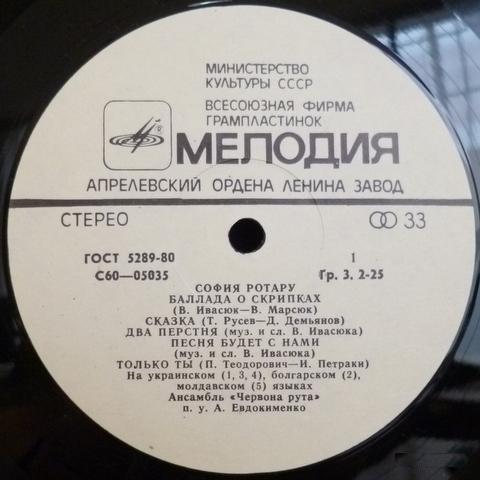 МИНИСТЕРСТВО
КУЛЬТУРЫ СССР
ВСЕСОЮЗНАЯ ФИРМА
ГРАМПЛАСТИНОК
МЕЛОДИЯ
АПРЕЛЕВСКИЙ ОРДЕНА ЛЕНИНА ЗАВОД
СТЕРЕО 33
ГОСТ 5289-80 1
С60—05035 Гр. 3. 2-25
СОФИЯ РОТАРУ
БАЛЛАДА О СКРИПКАХ
(В. Ивасюк—В. Марсюк)
СКАЗКА (Т. Русев—Д. Демьянов)
ДВА ПЕРСТНЯ (муз. и сл. В. Ивасюка)
ПЕСНЯ БУДЕТ С НАМИ
(муз. и сл. В. Ивасюка)
ТОЛЬКО ТЫ (П. Теодорович—И. Петраки)
На украинском (1, 3, 4), болгарском (2),
молдавском (5) языках
Ансамбль «Червона рута»
п. у. А. Евдокименко